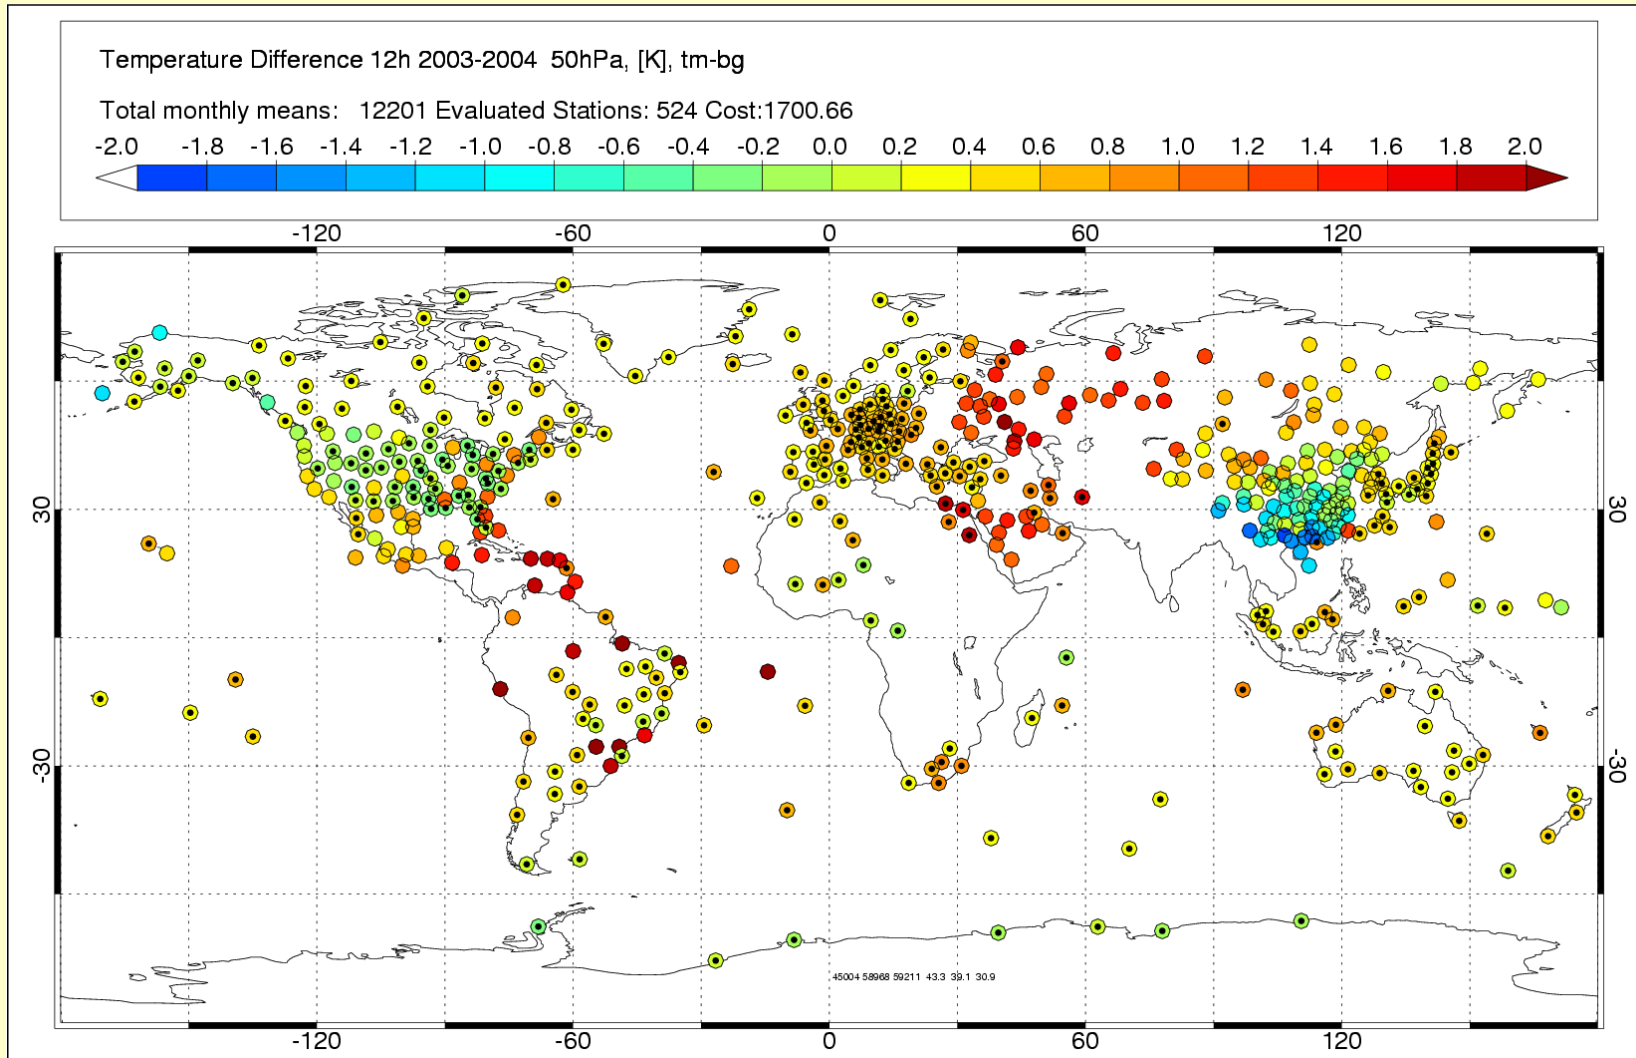 Temperature Difference 12h 2003-2004 50hPa, [K], tm-bg
Total monthly means: 12201 Evaluated Stations: 524 Cost:1700.66
-2.0 -1.8 -1.6 -1.4 -1.2 -1.0 -0.8 -0.6 -0.4 -0.2 0.0 0.2 0.4 0.6 0.8 1.0 1.2 1.4 1.6 1.8 2.0
-120 -60 0 60 120
30 30
-30 -30
45004 58968 59211 43.3 39.1 30.9
-120 -60 0 60 120